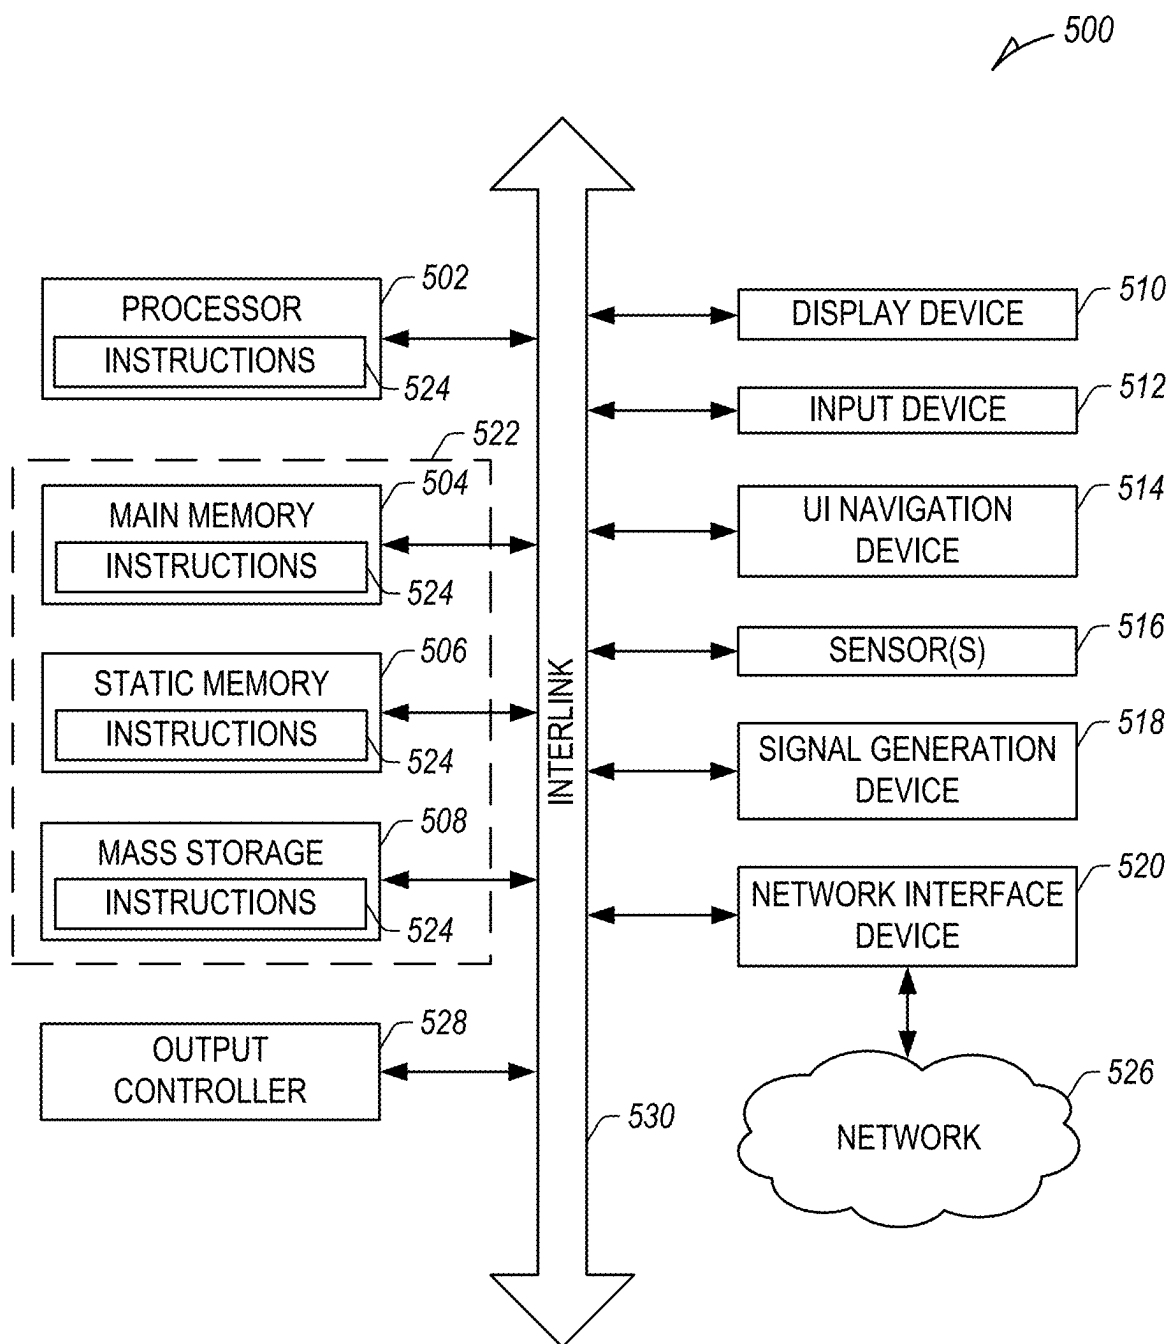 500
PROCESSOR
INSTRUCTIONS
502
524
522
MAIN MEMORY
INSTRUCTIONS
504
524
STATIC MEMORY
INSTRUCTIONS
506
524
MASS STORAGE
INSTRUCTIONS
508
524
OUTPUT
CONTROLLER
528
INTERLINK
530
DISPLAY DEVICE
510
INPUT DEVICE
512
UI NAVIGATION
DEVICE
514
SENSOR(S)
516
SIGNAL GENERATION
DEVICE
518
NETWORK INTERFACE
DEVICE
520
NETWORK
526